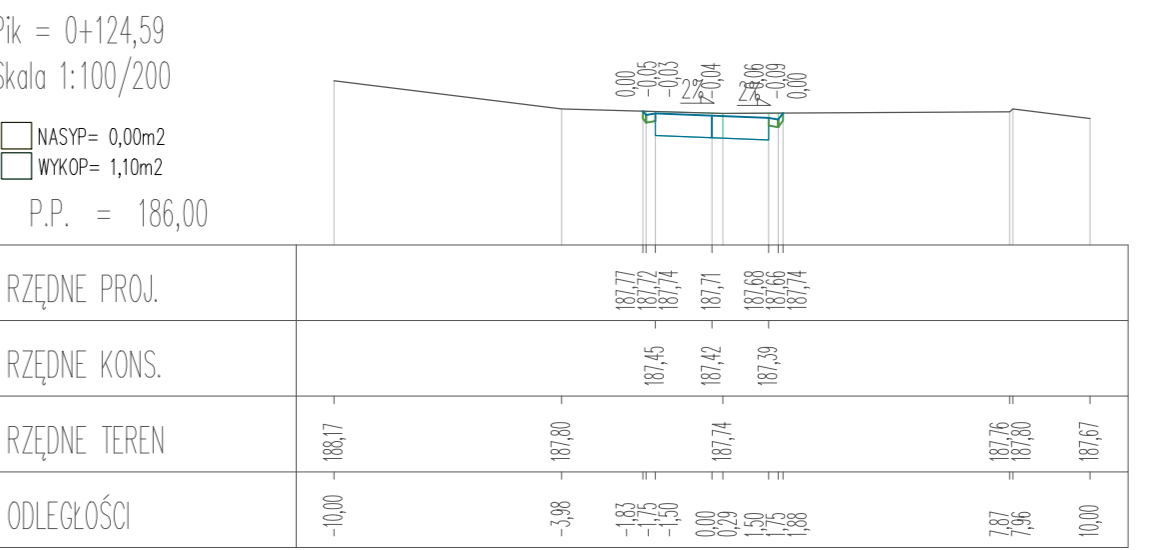 Pik = 0+124,59
Skala 1:100/200
NASYP= 0,00m2
WYKOP= 1,10m2
P.P. = 186,00
0,00 -0,05 -0,03 2% -0,04 2% -0,06 -0,09 0,00
RZĘDNE PROJ. 187,77 187,72 187,74 187,71 187,68 187,66 187,74
RZĘDNE KONS. 187,45 187,42 187,39
RZĘDNE TEREN 188,17 187,80 187,74 187,76 187,80 187,67
ODLEGŁOŚCI -10,00 -3,98 -1,83 -1,75 -1,50 0,00 0,29 1,50 1,75 1,88 7,87 7,96 10,00